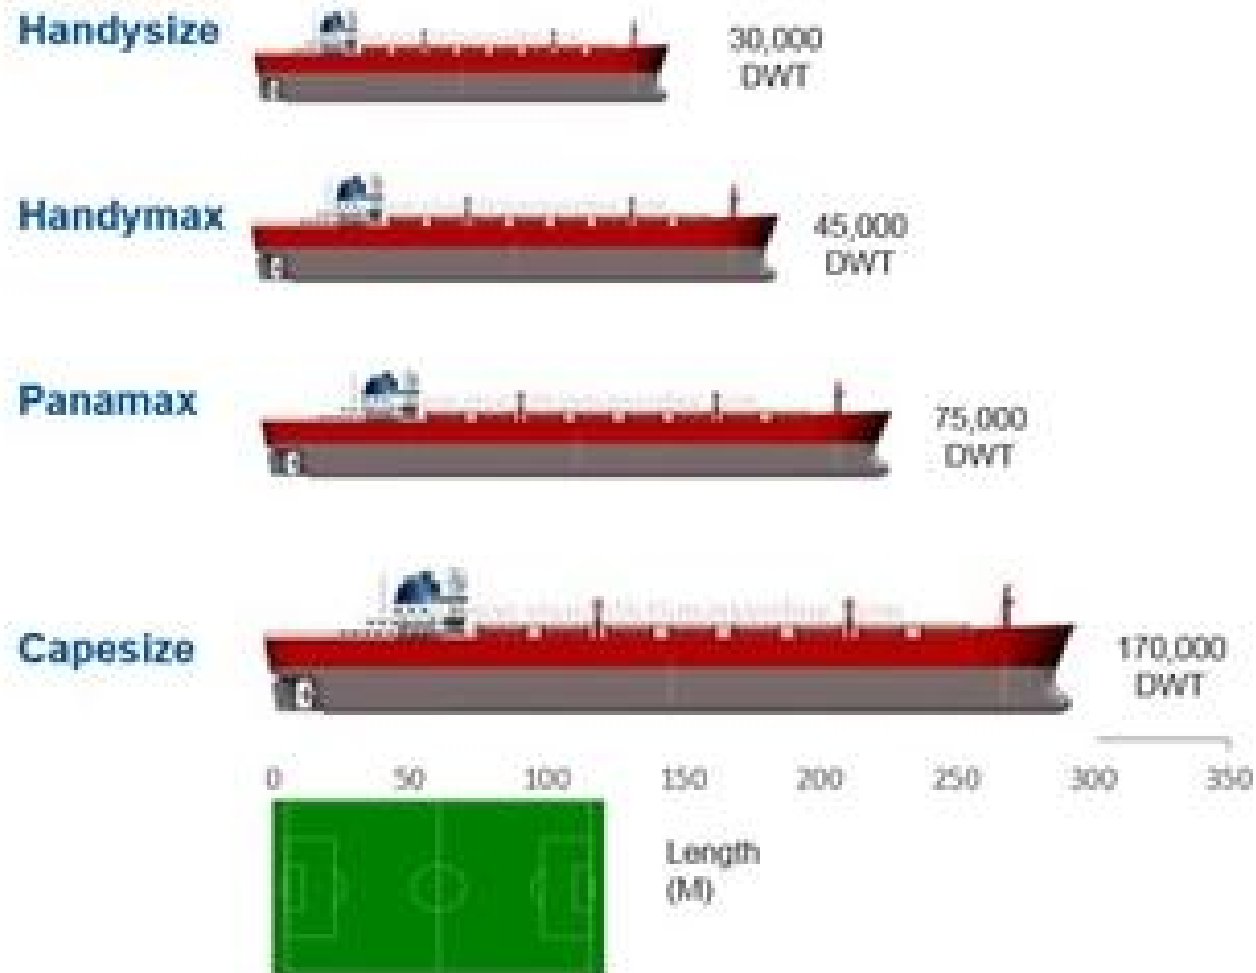 Handysize
30,000
DWT
Handymax
45,000
DWT
Panamax
75,000
DWT
Capesize
170,000
DWT
0 50 100 150 200 250 300 350
Length
(M)